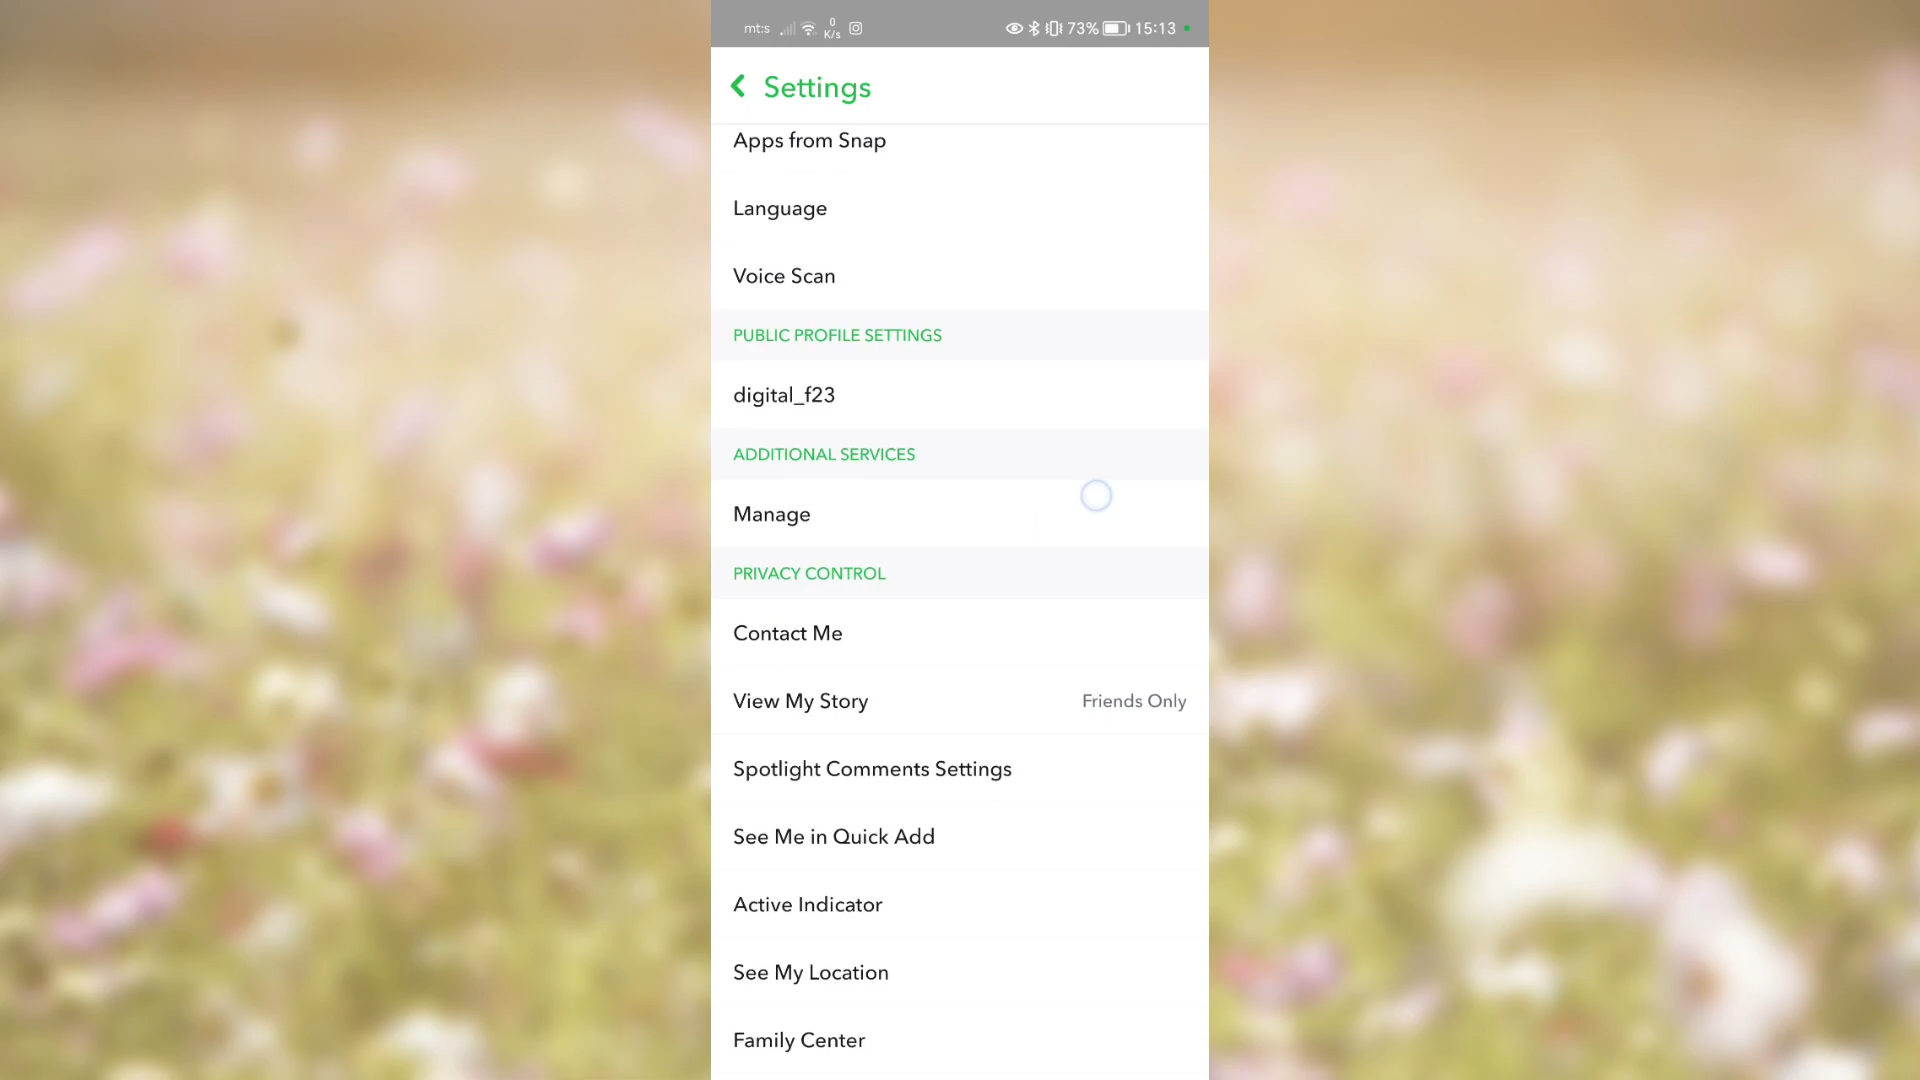 mt:s 0 K/s 73% 15:13
Settings
Apps from Snap
Language
Voice Scan
PUBLIC PROFILE SETTINGS
digital_f23
ADDITIONAL SERVICES
Manage
PRIVACY CONTROL
Contact Me
View My Story Friends Only
Spotlight Comments Settings
See Me in Quick Add
Active Indicator
See My Location
Family Center